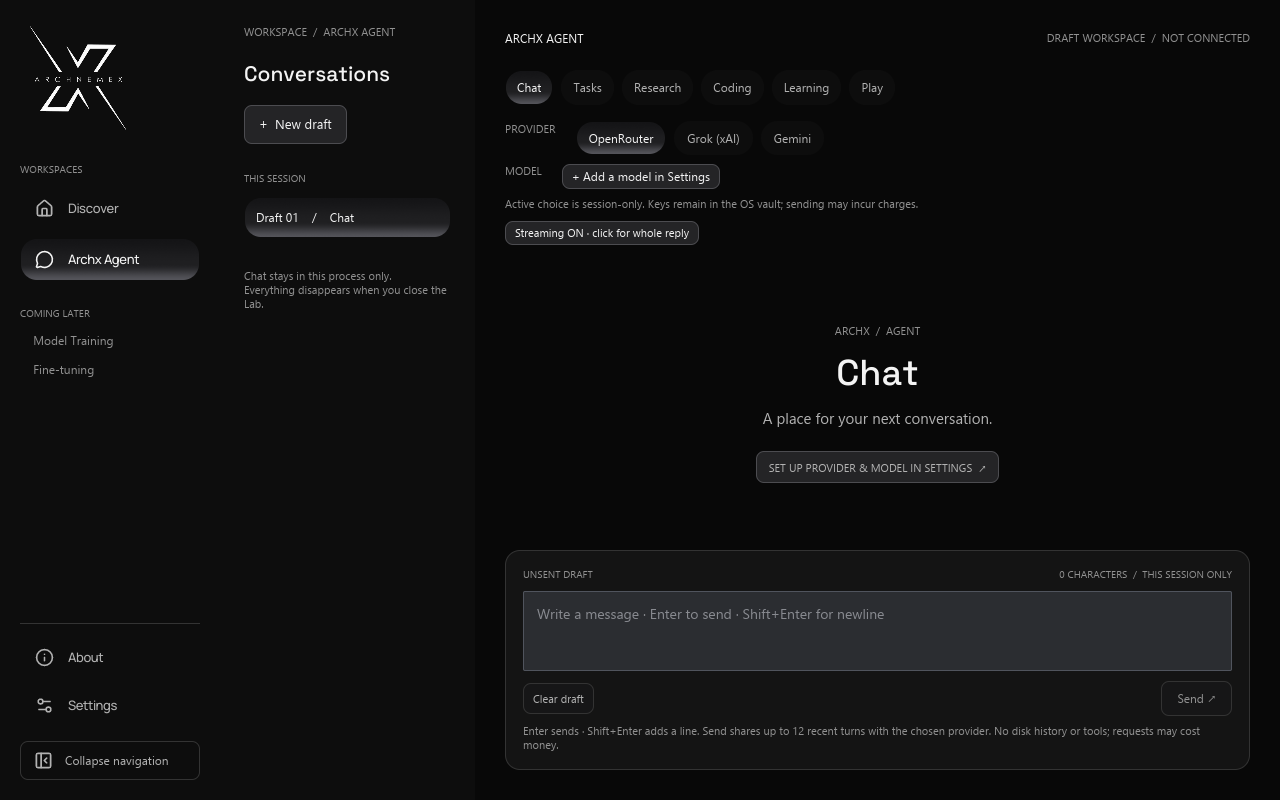 ARCHNEMEX
WORKSPACES
Discover
Archx Agent
COMING LATER
Model Training
Fine-tuning
About
Settings
Collapse navigation
WORKSPACE / ARCHX AGENT
Conversations
+ New draft
THIS SESSION
Draft 01 / Chat
Chat stays in this process only.
Everything disappears when you close the
Lab.
ARCHX AGENT
DRAFT WORKSPACE / NOT CONNECTED
Chat Tasks Research Coding Learning Play
PROVIDER OpenRouter Grok (xAI) Gemini
MODEL + Add a model in Settings
Active choice is session-only. Keys remain in the OS vault; sending may incur charges.
Streaming ON · click for whole reply
ARCHX / AGENT
Chat
A place for your next conversation.
SET UP PROVIDER & MODEL IN SETTINGS ↗
UNSENT DRAFT
0 CHARACTERS / THIS SESSION ONLY
Write a message · Enter to send · Shift+Enter for newline
Clear draft
Send ↗
Enter sends · Shift+Enter adds a line. Send shares up to 12 recent turns with the chosen provider. No disk history or tools; requests may cost
money.